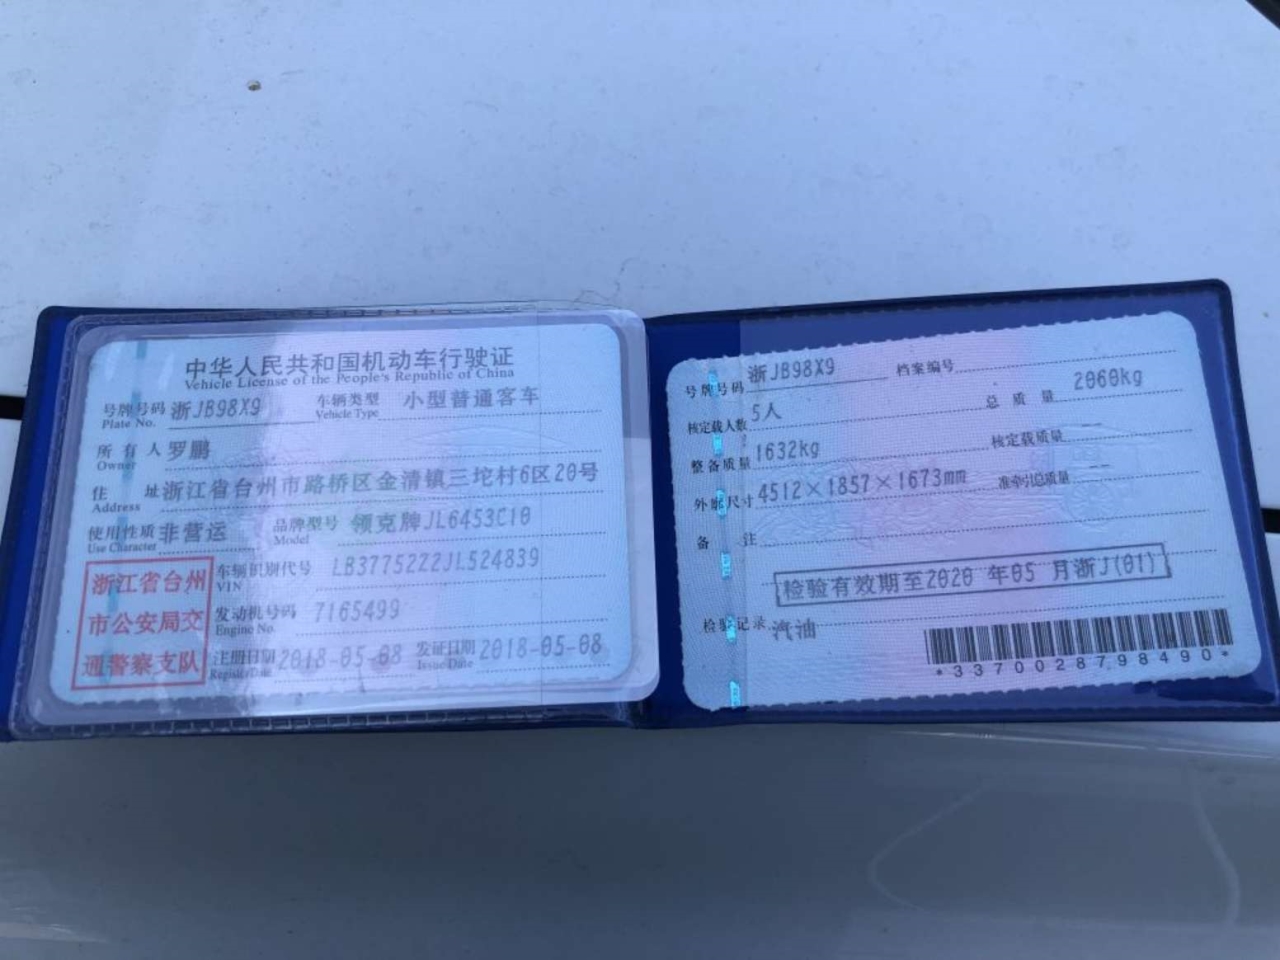 中华人民共和国机动车行驶证
Vehicle License of the People's Republic of China
号牌号码 浙JB98X9 车辆类型 小型普通客车
Plate No. Vehicle Type
所有人 罗鹏
Owner
住址 浙江省台州市路桥区金清镇三坨村6区20号
Address
使用性质 非营运 品牌型号 领克牌JL6453C10
Use Character Model
浙江省台州
市公安局交
通警察支队
车辆识别代号 LB37752Z2JL524839
VIN
发动机号码 7165499
Engine No.
注册日期 2018-05-08 发证日期 2018-05-08
Register Date Issue Date
号牌号码 浙JB98X9 档案编号
核定载人数 5人 总质量 2060kg
整备质量 1632kg 核定载质量 --
外廓尺寸 4512×1857×1673mm 准牵引总质量 --
备注
检验有效期至2020 年05 月浙J(01)
检验记录 汽油
*3370028798490*